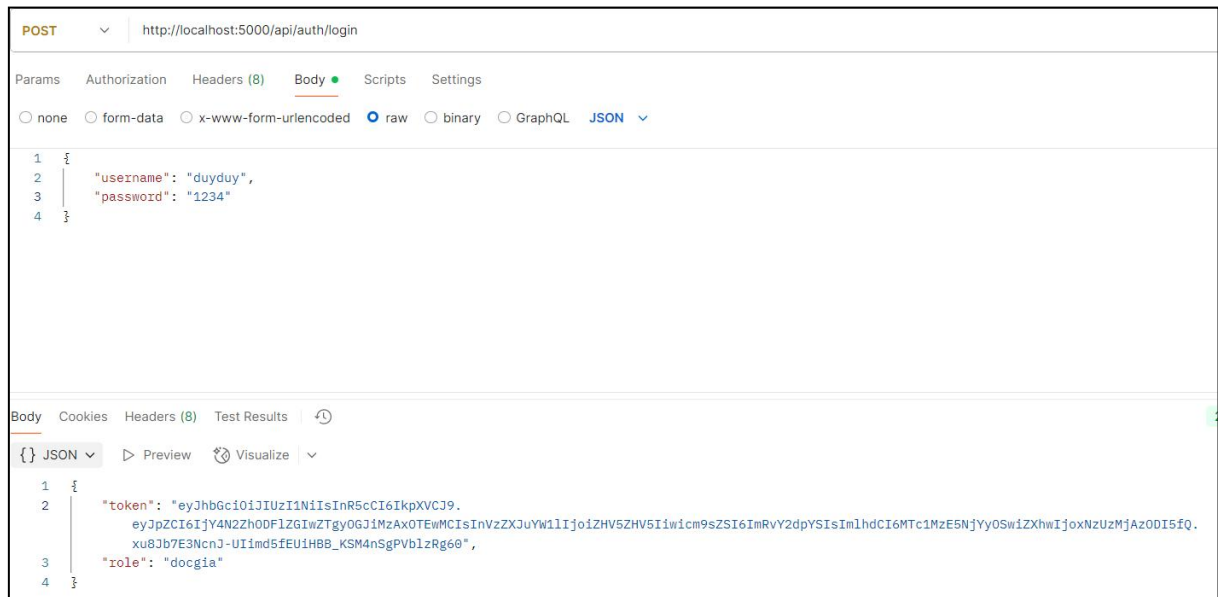 POST http://localhost:5000/api/auth/login
Params Authorization Headers (8) Body Scripts Settings
none form-data x-www-form-urlencoded raw binary GraphQL JSON
1 {
2 "username": "duyduy",
3 "password": "1234"
4 }
Body Cookies Headers (8) Test Results
{} JSON Preview Visualize
1 {
2 "token": "eyJhbGciOiJIUzI1NiIsInR5cCI6IkpXVCJ9.
eyJpZCI6IjY4N2ZhODFlZGIwZTgyOGJiMzAxOTEwMCIsInVzZXJuYW1lIjoiZHV5ZHV5Iiwicm9sZSI6ImRvY2dpYSIsImlhdCI6MTc1MzE5NjYyOSwiZXhwIjoxNzUzMjAzODI5fQ.
xu8Jb7E3NcnJ-UIimd5fEUiHBB_KSM4nSgPVblzRg60",
3 "role": "docgia"
4 }